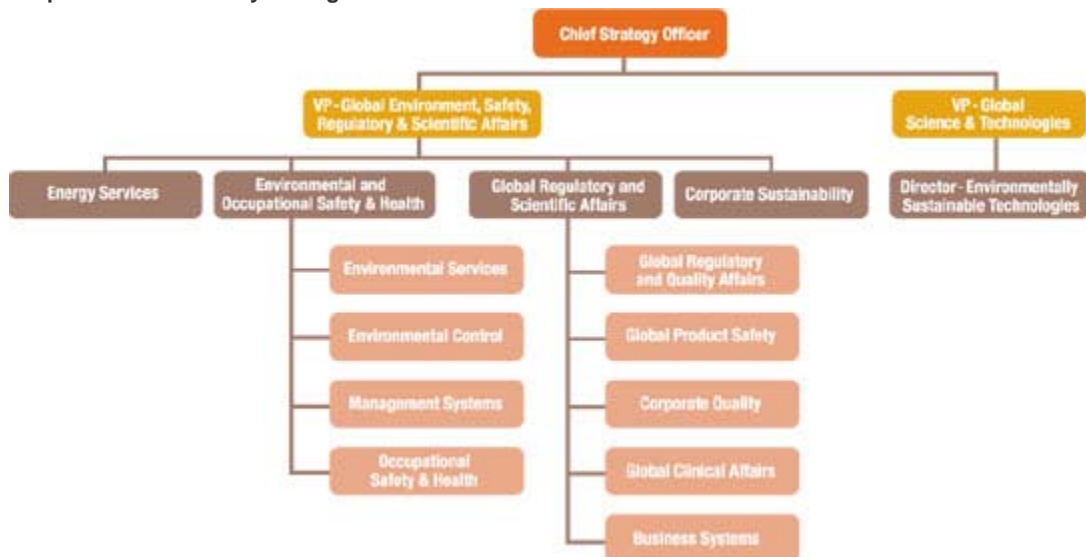 Chief Strategy Officer
VP - Global Environment, Safety,
Regulatory & Scientific Affairs
VP - Global
Science & Technologies
Energy Services
Environmental and
Occupational Safety & Health
Global Regulatory and
Scientific Affairs
Corporate Sustainability
Director - Environmentally
Sustainable Technologies
Environmental Services
Environmental Control
Management Systems
Occupational
Safety & Health
Global Regulatory
and Quality Affairs
Global Product Safety
Corporate Quality
Global Clinical Affairs
Business Systems